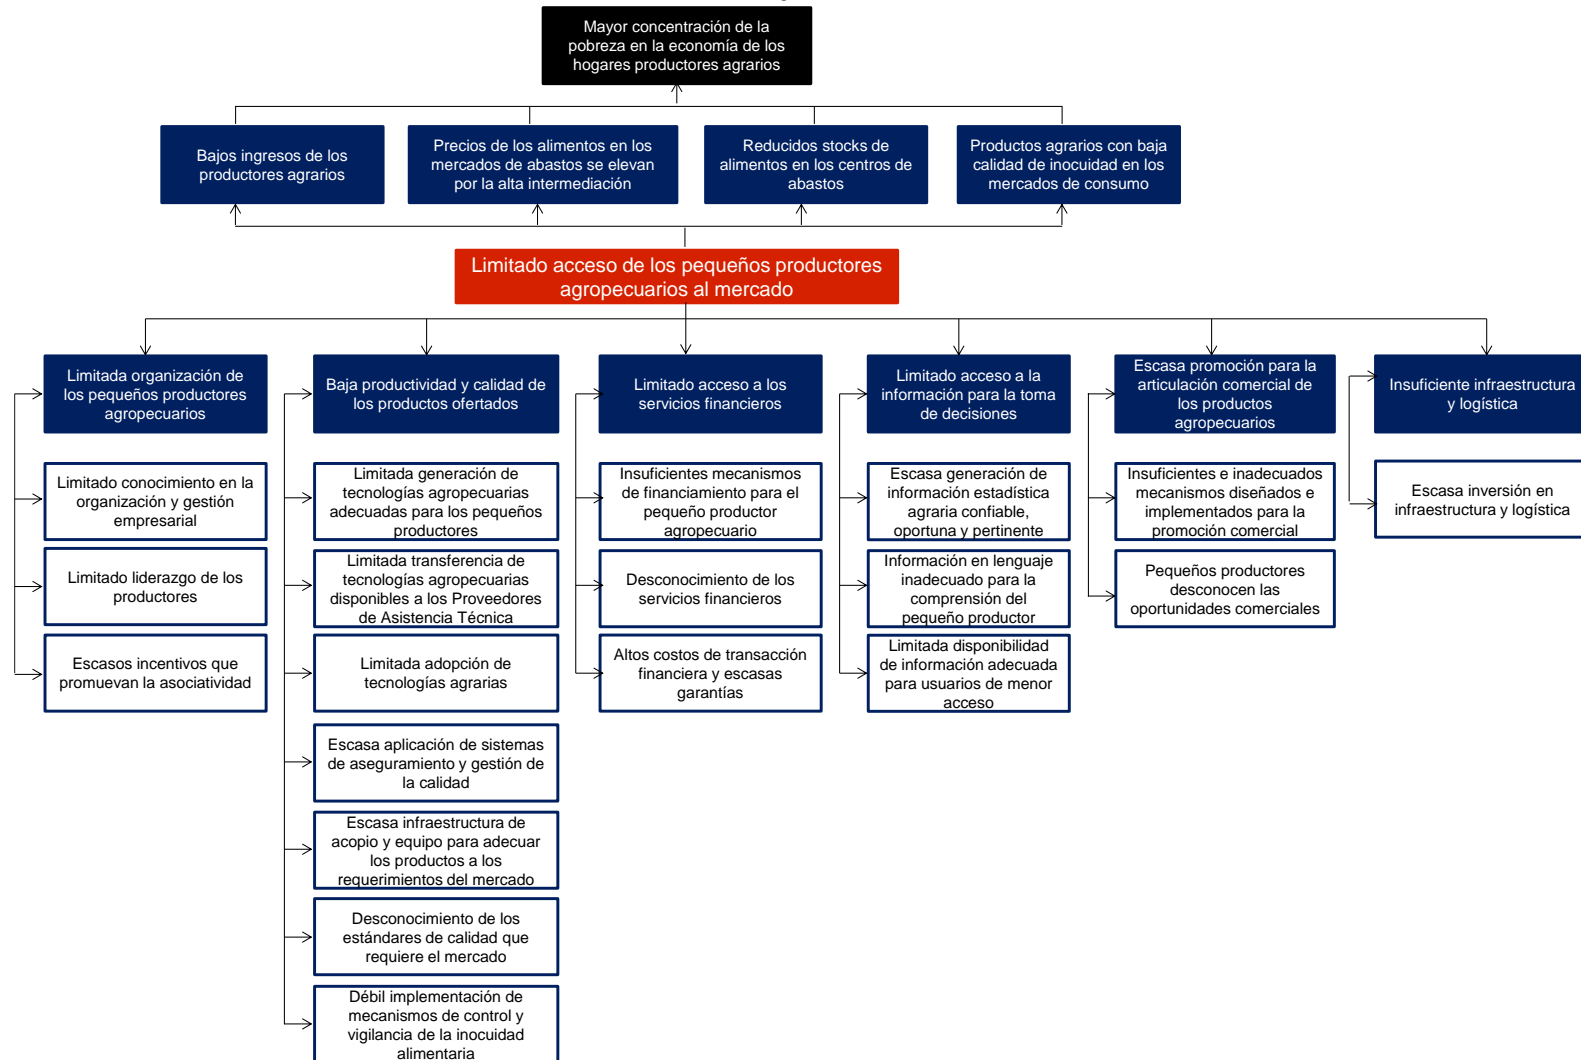 Mayor concentración de la
pobreza en la economía de los
hogares productores agrarios
Bajos ingresos de los
productores agrarios
Precios de los alimentos en los
mercados de abastos se elevan
por la alta intermediación
Reducidos stocks de
alimentos en los centros de
abastos
Productos agrarios con baja
calidad de inocuidad en los
mercados de consumo
Limitado acceso de los pequeños productores
agropecuarios al mercado
Limitada organización de
los pequeños productores
agropecuarios
Baja productividad y calidad de
los productos ofertados
Limitado acceso a los
servicios financieros
Limitado acceso a la
información para la toma
de decisiones
Escasa promoción para la
articulación comercial de
los productos
agropecuarios
Insuficiente infraestructura
y logística
Limitado conocimiento en la
organización y gestión
empresarial
Limitado liderazgo de los
productores
Escasos incentivos que
promuevan la asociatividad
Limitada generación de
tecnologías agropecuarias
adecuadas para los pequeños
productores
Limitada transferencia de
tecnologías agropecuarias
disponibles a los Proveedores
de Asistencia Técnica
Limitada adopción de
tecnologías agrarias
Escasa aplicación de sistemas
de aseguramiento y gestión de
la calidad
Escasa infraestructura de
acopio y equipo para adecuar
los productos a los
requerimientos del mercado
Desconocimiento de los
estándares de calidad que
requiere el mercado
Débil implementación de
mecanismos de control y
vigilancia de la inocuidad
alimentaria
Insuficientes mecanismos
de financiamiento para el
pequeño productor
agropecuario
Desconocimiento de los
servicios financieros
Altos costos de transacción
financiera y escasas
garantías
Escasa generación de
información estadística
agraria confiable,
oportuna y pertinente
Información en lenguaje
inadecuado para la
comprensión del
pequeño productor
Limitada disponibilidad
de información adecuada
para usuarios de menor
acceso
Insuficientes e inadecuados
mecanismos diseñados e
implementados para la
promoción comercial
Pequeños productores
desconocen las
oportunidades comerciales
Escasa inversión en
infraestructura y logística